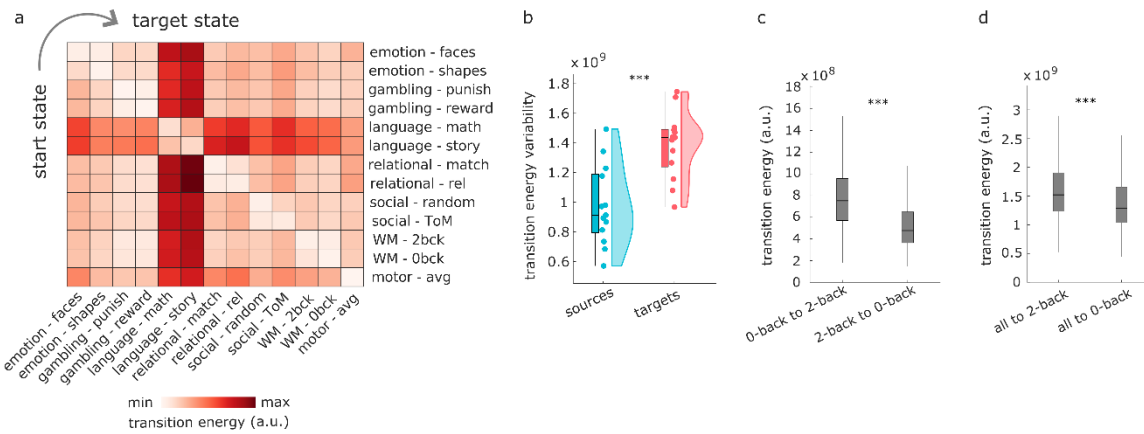 a
target state
start state
emotion - faces
emotion - shapes
gambling - punish
gambling - reward
language - math
language - story
relational - match
relational - rel
social - random
social - ToM
WM - 2bck
WM - 0bck
motor - avg
emotion - faces
emotion - shapes
gambling - punish
gambling - reward
language - math
language - story
relational - match
relational - rel
social - random
social - ToM
WM - 2bck
WM - 0bck
motor - avg
min
max
transition energy (a.u.)
b
× 10⁹
***
transition energy variability
1.8
1.6
1.4
1.2
1
0.8
0.6
sources
targets
c
× 10⁸
***
transition energy (a.u.)
18
16
14
12
10
8
6
4
2
0
0-back to 2-back
2-back to 0-back
d
× 10⁹
***
transition energy (a.u.)
3
2.5
2
1.5
1
0.5
0
all to 2-back
all to 0-back